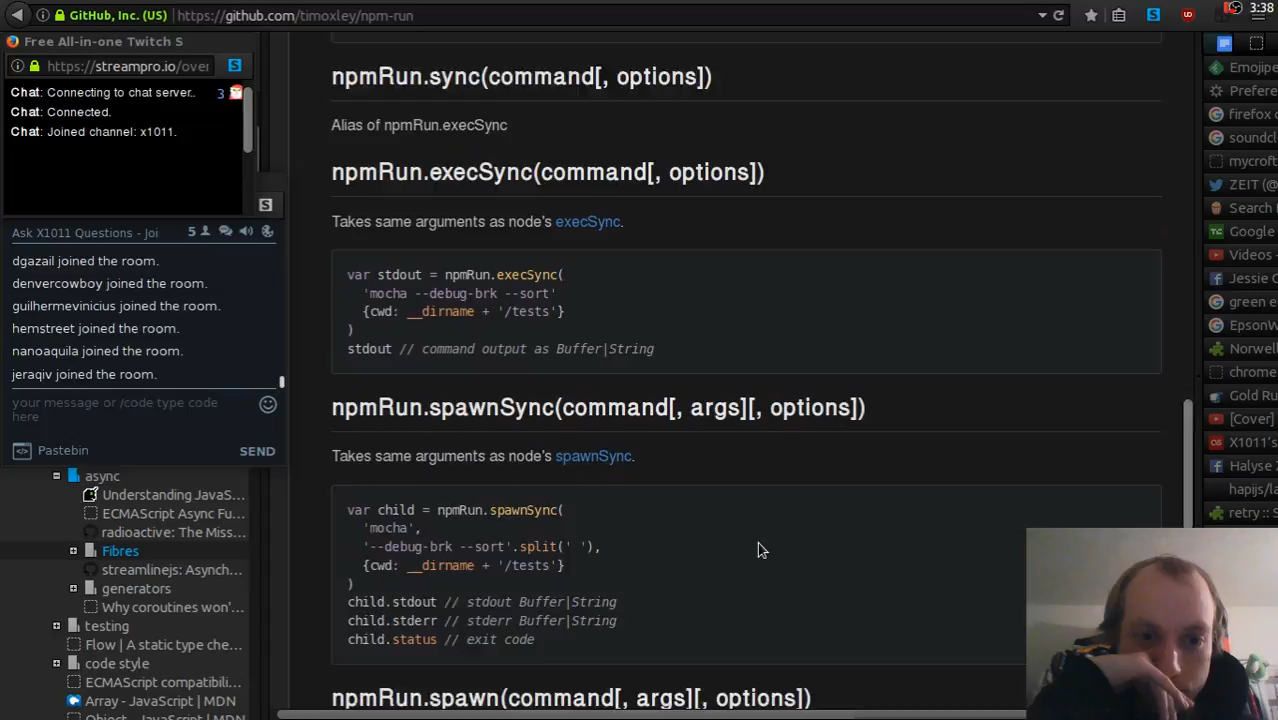 GitHub, Inc. (US)
https://github.com/timoxley/npm-run
3:38
Free All-in-one Twitch S
https://streampro.io/over
Chat: Connecting to chat server..
3
Chat: Connected.
Chat: Joined channel: x1011.
Ask X1011 Questions - Joi
5
dgazail joined the room.
denvercowboy joined the room.
guilhermevinicius joined the room.
hemstreet joined the room.
nanoaquila joined the room.
jeraqiv joined the room.
your message or /code type code
here
Pastebin
SEND
async
Understanding JavaS...
ECMAScript Async Fu...
radioactive: The Miss...
Fibres
streamlinejs: Asynch...
generators
Why coroutines won'...
testing
Flow | A static type che...
code style
ECMAScript compatibili...
Array - JavaScript | MDN
Object - JavaScript | MDN
npmRun.sync(command[, options])
Alias of npmRun.execSync
npmRun.execSync(command[, options])
Takes same arguments as node's execSync.
var stdout = npmRun.execSync(
'mocha --debug-brk --sort'
{cwd: __dirname + '/tests'}
)
stdout // command output as Buffer|String
npmRun.spawnSync(command[, args][, options])
Takes same arguments as node's spawnSync.
var child = npmRun.spawnSync(
'mocha',
'--debug-brk --sort'.split(' '),
{cwd: __dirname + '/tests'}
)
child.stdout // stdout Buffer|String
child.stderr // stderr Buffer|String
child.status // exit code
npmRun.spawn(command[, args][, options])
Emojipe
Prefere
firefox c
soundcl
mycroft
ZEIT (@
Search
Google
Videos -
Jessie C
green e
EpsonW
Norwell
chrome
Gold Ru
[Cover]
X1011's
Halyse Z
hapijs/la
retry :: S